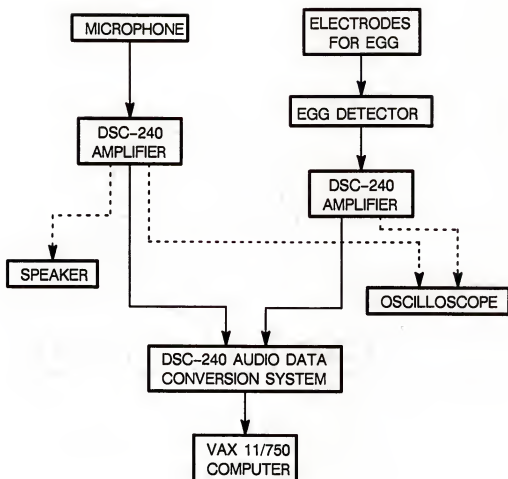 MICROPHONE
ELECTRODES
FOR EGG
EGG DETECTOR
DSC-240
AMPLIFIER
DSC-240
AMPLIFIER
SPEAKER
OSCILLOSCOPE
DSC-240 AUDIO DATA
CONVERSION SYSTEM
VAX 11/750
COMPUTER